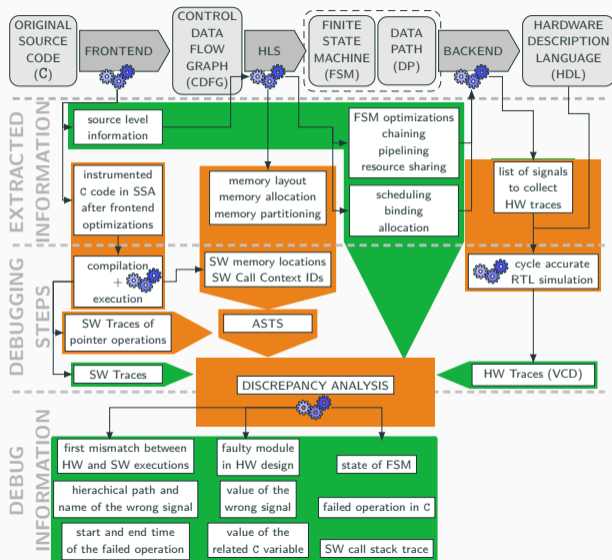 ORIGINAL
SOURCE
CODE (C)
FRONTEND
CONTROL
DATA
FLOW
GRAPH
(CDFG)
HLS
FINITE
STATE
MACHINE
(FSM)
DATA
PATH
(DP)
BACKEND
HARDWARE
DESCRIPTION
LANGUAGE
(HDL)
EXTRACTED
INFORMATION
source level
information
FSM optimizations
chaining
pipelining
resource sharing
instrumented
C code in SSA
after frontend
optimizations
memory layout
memory allocation
memory partitioning
scheduling
binding
allocation
list of signals
to collect
HW traces
DEBUGGING
STEPS
compilation
+
execution
SW memory locations
SW Call Context IDs
cycle accurate
RTL simulation
SW Traces of
pointer operations
ASTS
SW Traces
HW Traces (VCD)
DISCREPANCY ANALYSIS
DEBUG
INFORMATION
first mismatch between
HW and SW executions
faulty module
in HW design
state of FSM
hierachical path and
name of the wrong signal
value of the
wrong signal
failed operation in C
start and end time
of the failed operation
value of the
related C variable
SW call stack trace